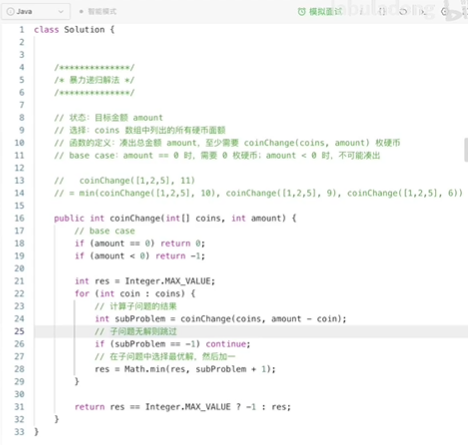 Java
智能模式
模拟面试
labuladong
1 class Solution {
2
3
4 /**************/
5 /* 暴力递归解法 */
6 /**************/
7
8 // 状态：目标金额 amount
9 // 选择：coins 数组中列出的所有硬币面额
10 // 函数的定义：凑出总金额 amount，至少需要 coinChange(coins, amount) 枚硬币
11 // base case：amount == 0 时，需要 0 枚硬币；amount < 0 时，不可能凑出
12
13 //   coinChange([1,2,5], 11)
14 // = min(coinChange([1,2,5], 10), coinChange([1,2,5], 9), coinChange([1,2,5], 6))
15
16 public int coinChange(int[] coins, int amount) {
17 // base case
18 if (amount == 0) return 0;
19 if (amount < 0) return -1;
20
21 int res = Integer.MAX_VALUE;
22 for (int coin : coins) {
23 // 计算子问题的结果
24 int subProblem = coinChange(coins, amount - coin);
25 // 子问题无解则跳过
26 if (subProblem == -1) continue;
27 // 在子问题中选择最优解，然后加一
28 res = Math.min(res, subProblem + 1);
29 }
30
31 return res == Integer.MAX_VALUE ? -1 : res;
32 }
33 }